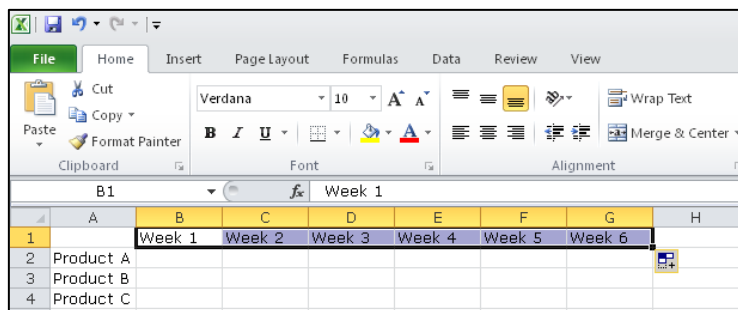 File Home Insert Page Layout Formulas Data Review View
Cut
Copy
Paste
Format Painter
Clipboard
Verdana 10 A A
B I U A
Font
Wrap Text
Merge & Center
Alignment
B1 fx Week 1
A B C D E F G H
1 Week 1 Week 2 Week 3 Week 4 Week 5 Week 6
2 Product A
3 Product B
4 Product C